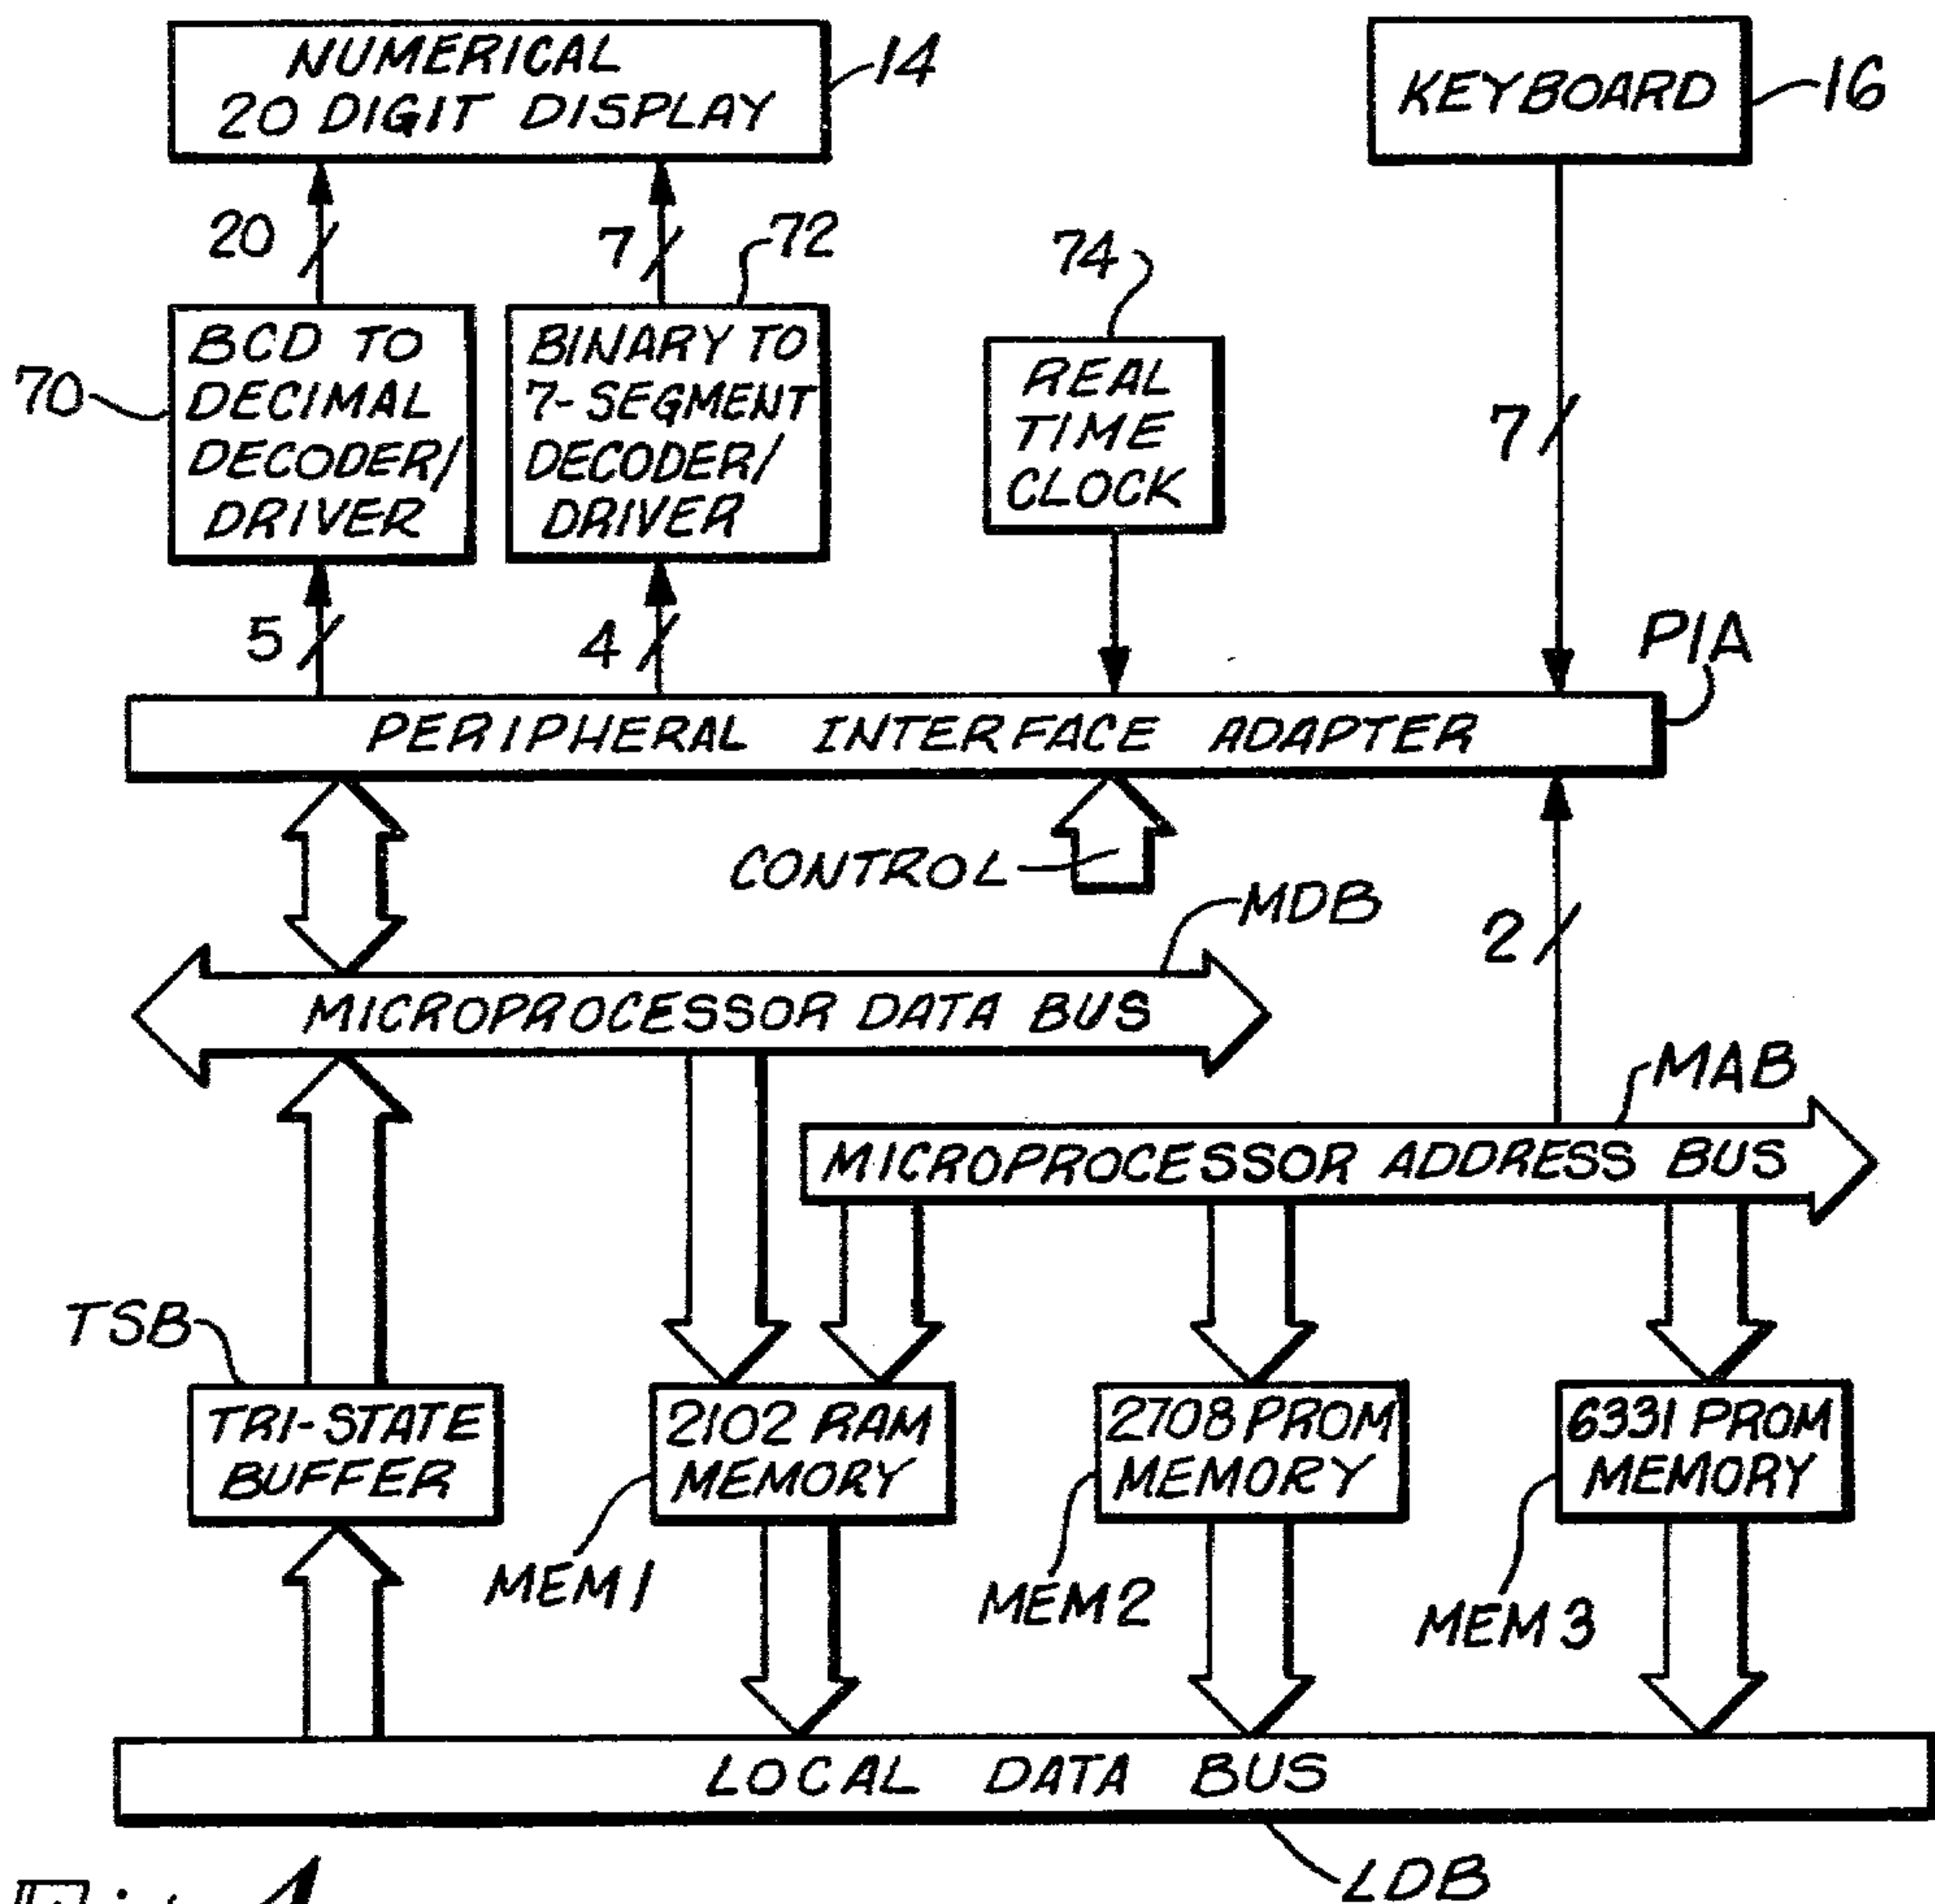 NUMERICAL
20 DIGIT DISPLAY
14
KEYBOARD
16
20
7
72
74
70
BCD TO
DECIMAL
DECODER/
DRIVER
BINARY TO
7-SEGMENT
DECODER/
DRIVER
REAL
TIME
CLOCK
7
5
4
PIA
PERIPHERAL INTERFACE ADAPTER
CONTROL
MDB
2
MICROPROCESSOR DATA BUS
MAB
MICROPROCESSOR ADDRESS BUS
TSB
TRI-STATE
BUFFER
2102 RAM
MEMORY
2708 PROM
MEMORY
6331 PROM
MEMORY
MEM 1
MEM 2
MEM 3
LOCAL DATA BUS
LDB